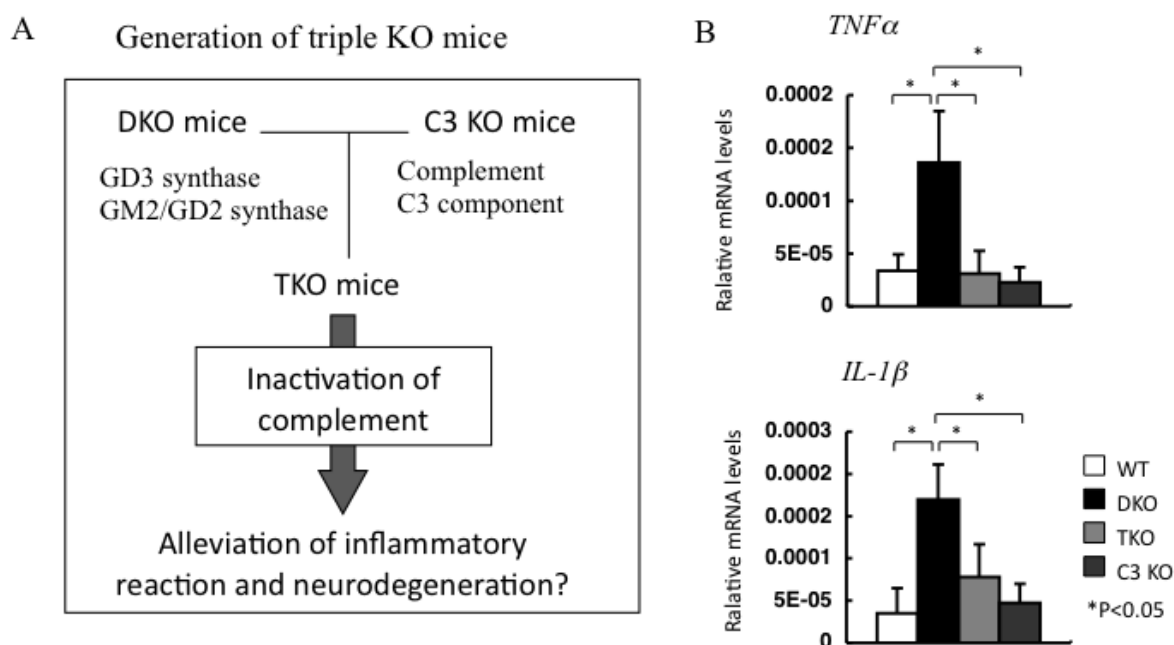 A
Generation of triple KO mice
DKO mice
C3 KO mice
GD3 synthase
GM2/GD2 synthase
Complement
C3 component
TKO mice
Inactivation of
complement
Alleviation of inflammatory
reaction and neurodegeneration?
B
TNFα
*
* *
Ralative mRNA levels
0.0002
0.0002
0.0001
5E-05
0
IL-1β
*
* *
Ralative mRNA levels
0.0003
0.0002
0.0002
0.0001
5E-05
0
WT
DKO
TKO
C3 KO
*P<0.05